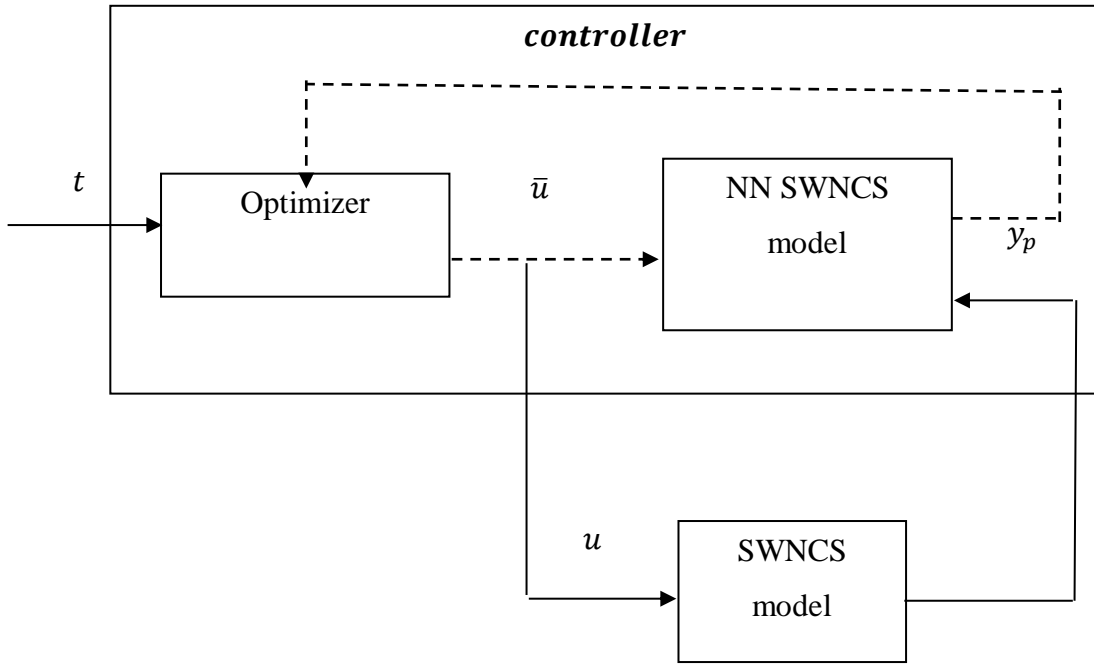 controller
t
Optimizer
ū
NN SWNCS
model
y_p
u
SWNCS
model